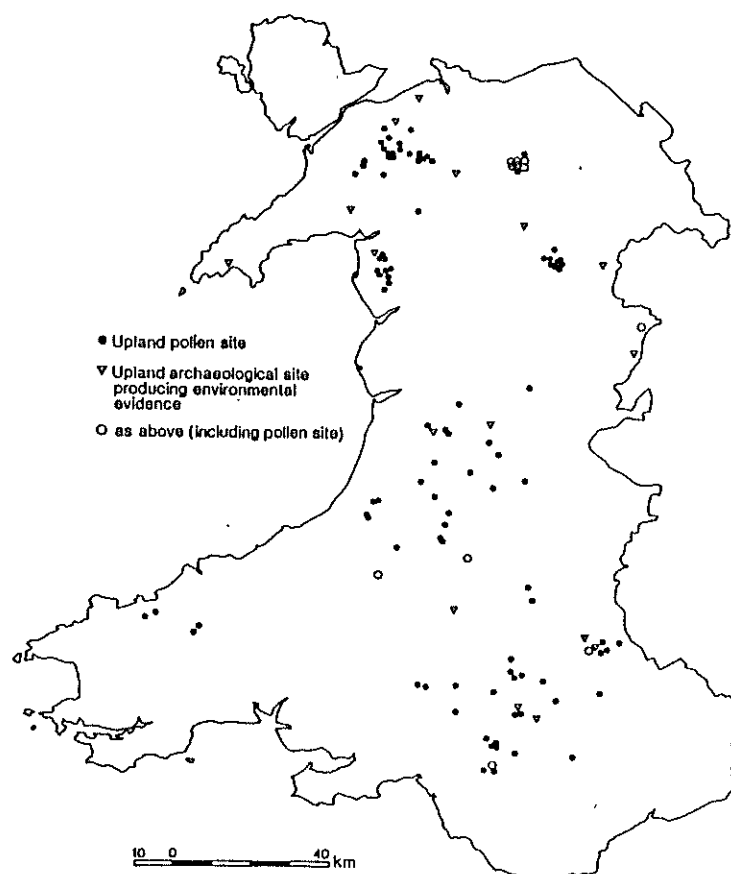 Upland pollen site
Upland archaeological site
producing environmental
evidence
as above (including pollen site)
10 0 40 km